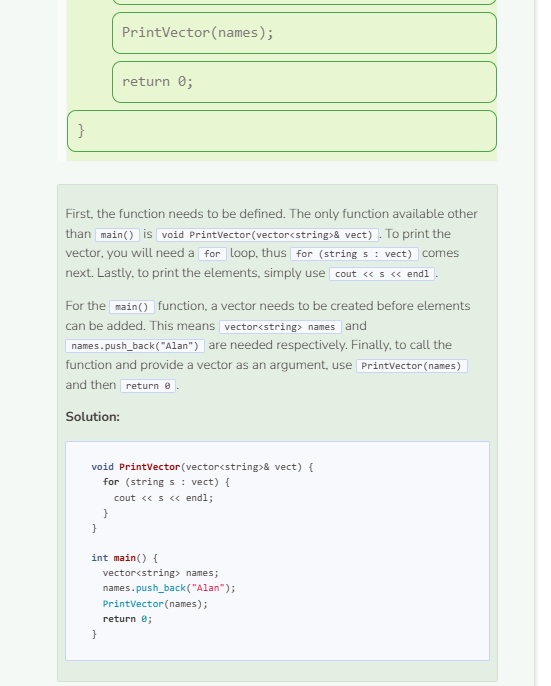 PrintVector(names);
return 0;
}
First, the function needs to be defined. The only function available other
than main() is void PrintVector(vector<string>& vect) . To print the
vector, you will need a for loop, thus for (string s : vect) comes
next. Lastly, to print the elements, simply use cout << s << endl .
For the main() function, a vector needs to be created before elements
can be added. This means vector<string> names and
names.push_back("Alan") are needed respectively. Finally, to call the
function and provide a vector as an argument, use PrintVector(names)
and then return 0 .
Solution:
void PrintVector(vector<string>& vect) {
  for (string s : vect) {
    cout << s << endl;
  }
}
int main() {
  vector<string> names;
  names.push_back("Alan");
  PrintVector(names);
  return 0;
}